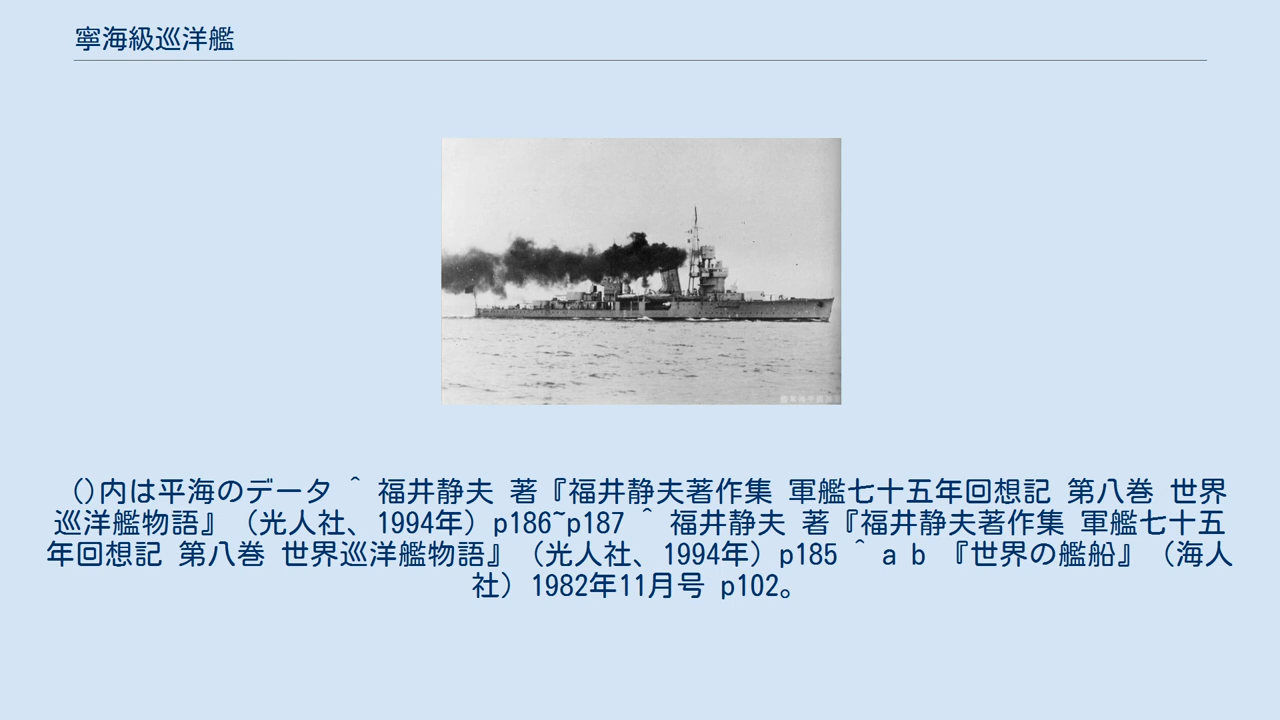 寧海級巡洋艦
()内は平海のデータ ^ 福井静夫 著『福井静夫著作集 軍艦七十五年回想記 第八巻 世界
巡洋艦物語』（光人社、1994年）p186~p187 ^ 福井静夫 著『福井静夫著作集 軍艦七十五
年回想記 第八巻 世界巡洋艦物語』（光人社、1994年）p185 ^ a b 『世界の艦船』（海人
社）1982年11月号 p102。